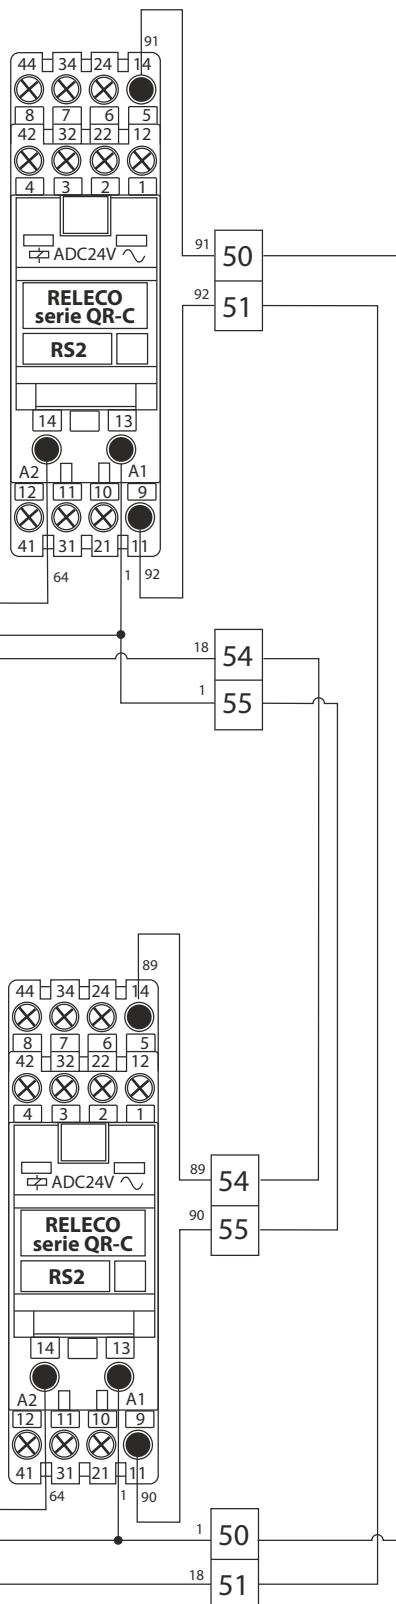 91
44 34 24 14
8 7 6 5
42 32 22 12
4 3 2 1
ADC24V
RELECO
serie QR-C
RS2
14 13
A2 A1
12 11 10 9
41 31 21 11
64 1 92
91 50
92 51
18 54
1 55
89
44 34 24 14
8 7 6 5
42 32 22 12
4 3 2 1
ADC24V
RELECO
serie QR-C
RS2
14 13
A2 A1
12 11 10 9
41 31 21 11
64 1 90
89 54
90 55
1 50
18 51